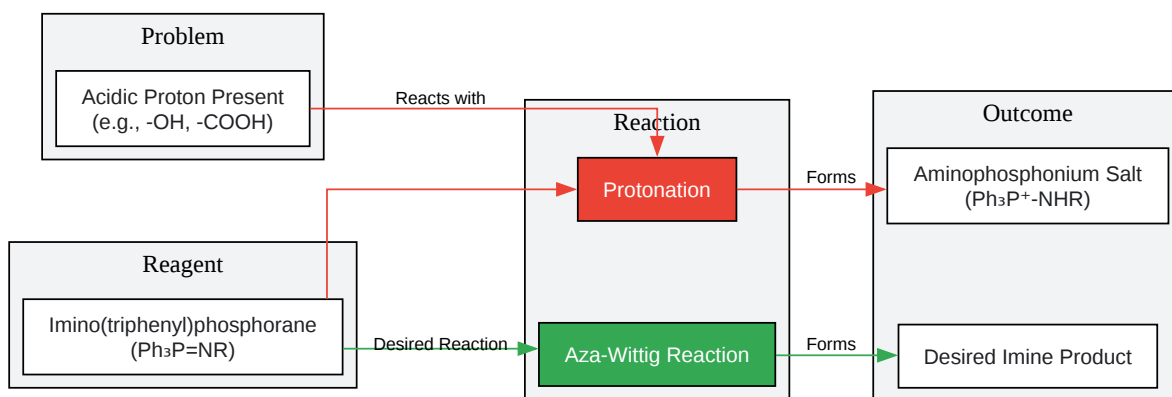 Problem
Acidic Proton Present
(e.g., -OH, -COOH)
Reacts with
Reaction
Protonation
Forms
Outcome
Aminophosphonium Salt
(Ph₃P⁺-NHR)
Reagent
Imino(triphenyl)phosphorane
(Ph₃P=NR)
Desired Reaction
Aza-Wittig Reaction
Forms
Desired Imine Product